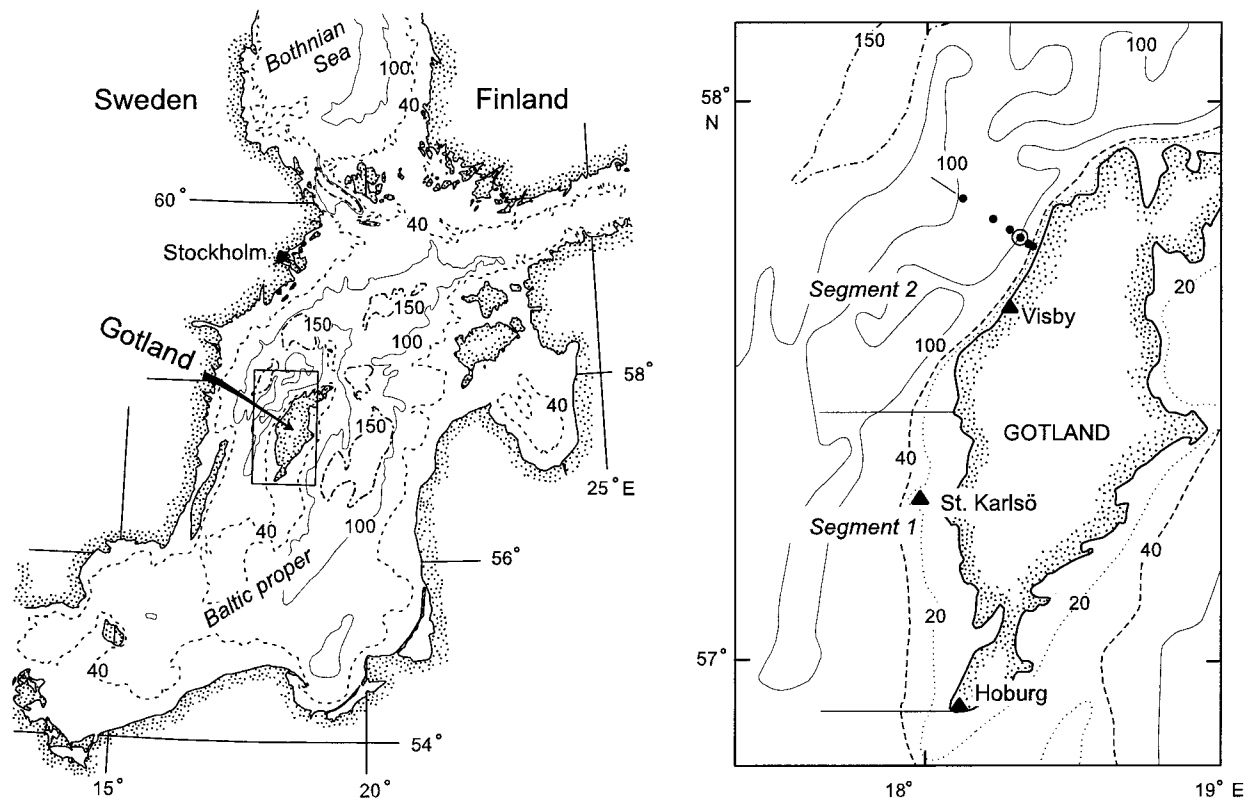 Bothnian
Sea
100
Sweden
40
Finland
60°
40
Stockholm
150
150
100
Gotland
58°
40
150
25° E
40
100
56°
Baltic proper
40
54°
15°
20°
150
100
58°
N
100
20
Segment 2
Visby
100
GOTLAND
40
St. Karlsö
Segment 1
40
20
20
57°
Hoburg
18°
19° E